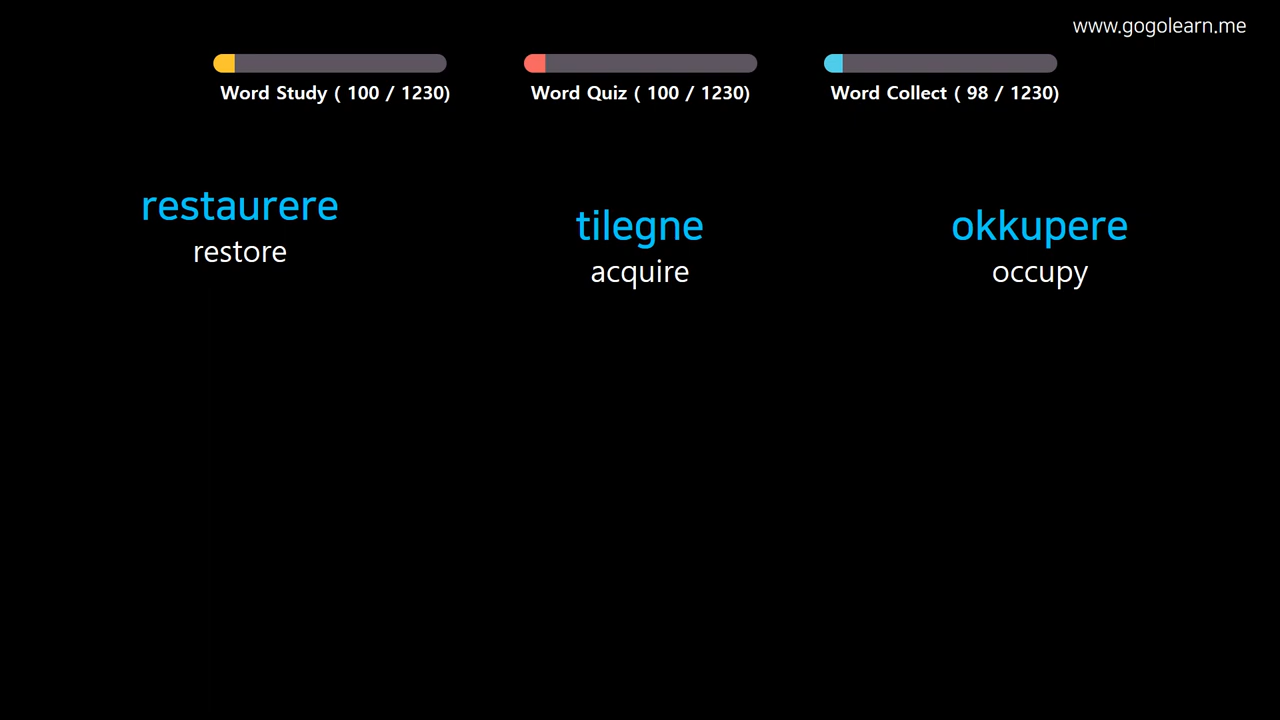 www.gogolearn.me
Word Study ( 100 / 1230)
Word Quiz ( 100 / 1230)
Word Collect ( 98 / 1230)
restaurere
restore
tilegne
acquire
okkupere
occupy